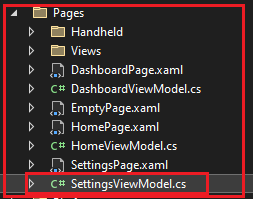 Pages
Handheld
Views
DashboardPage.xaml
C# DashboardViewModel.cs
EmptyPage.xaml
HomePage.xaml
C# HomeViewModel.cs
SettingsPage.xaml
C# SettingsViewModel.cs